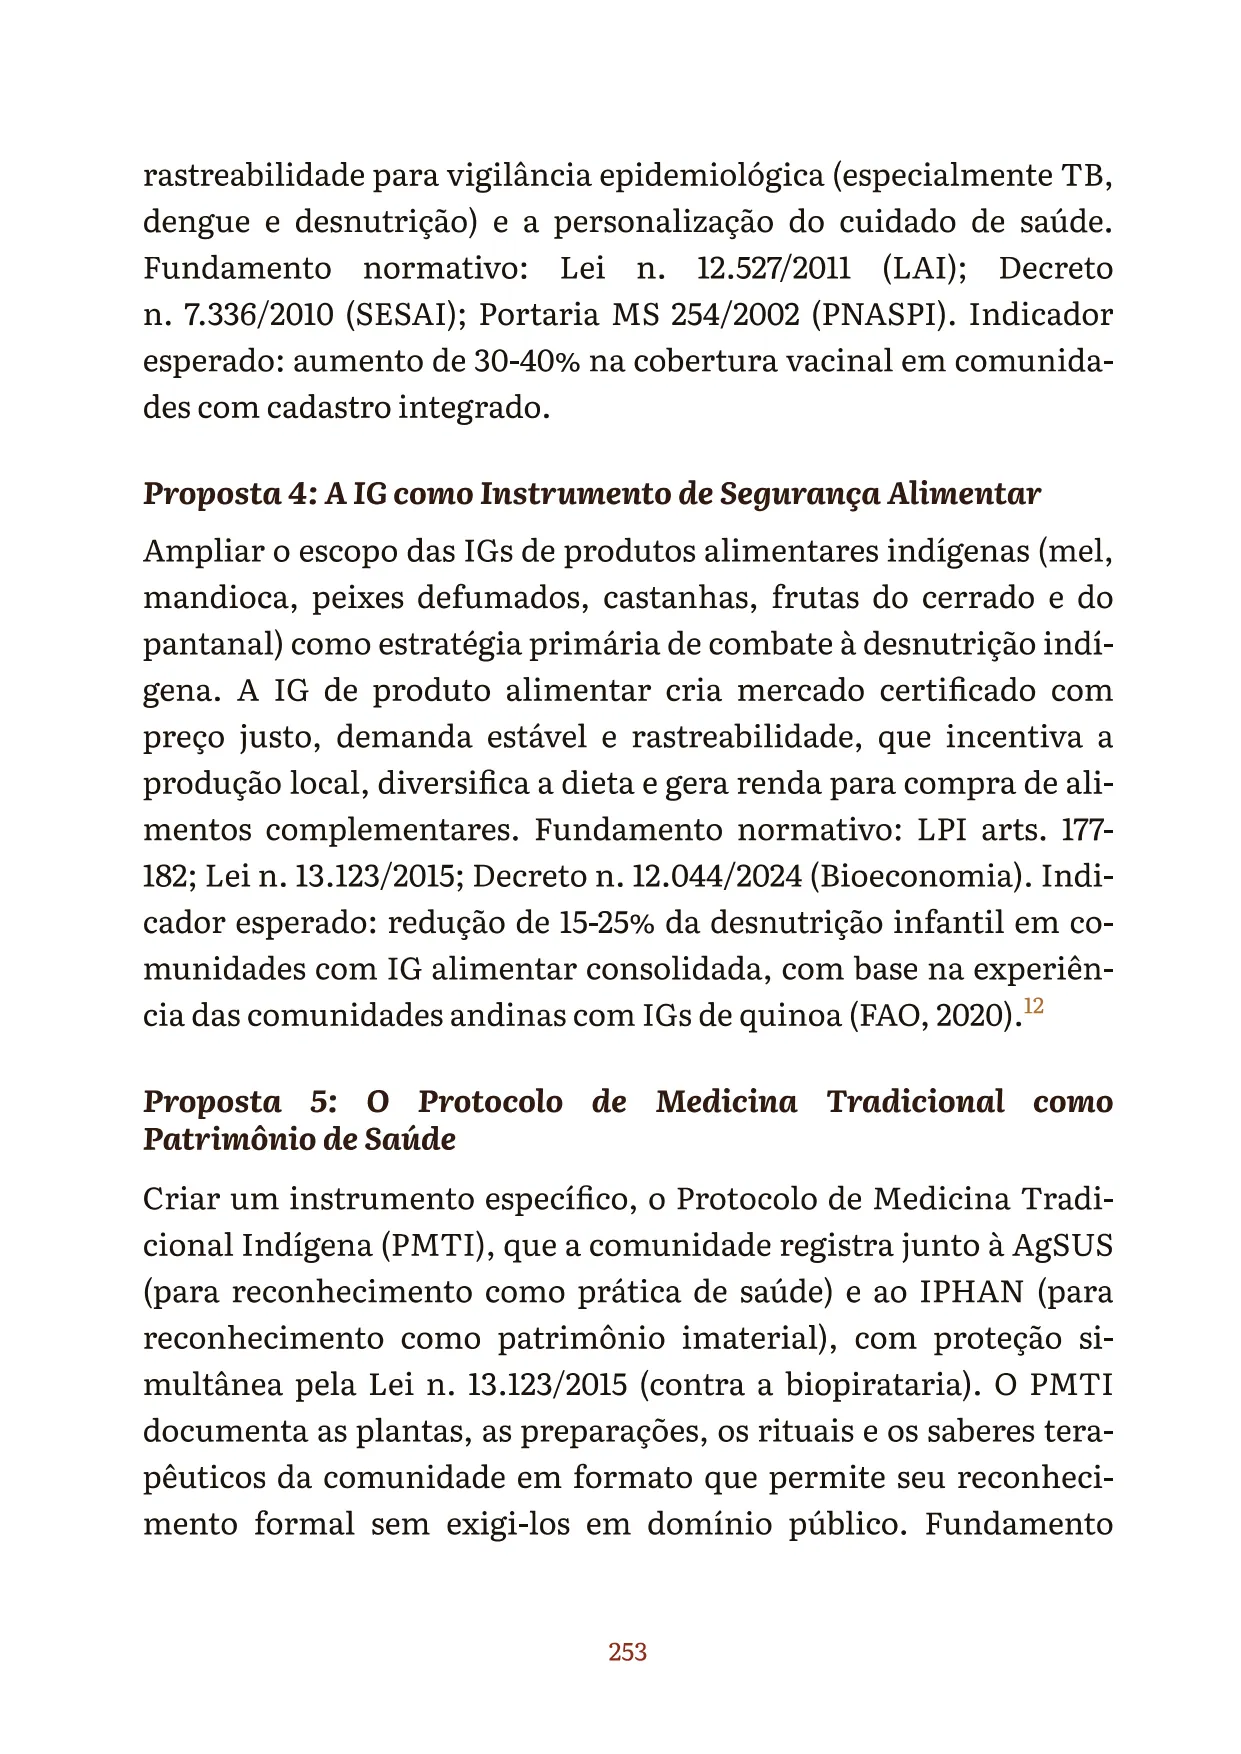 rastreabilidade para vigilância epidemiológica (especialmente TB,
dengue e desnutrição) e a personalização do cuidado de saúde.
Fundamento normativo: Lei n. 12.527/2011 (LAI); Decreto
n. 7.336/2010 (SESAI); Portaria MS 254/2002 (PNASPI). Indicador
esperado: aumento de 30-40% na cobertura vacinal em comunida-
des com cadastro integrado.
Proposta 4: A IG como Instrumento de Segurança Alimentar
Ampliar o escopo das IGs de produtos alimentares indígenas (mel,
mandioca, peixes defumados, castanhas, frutas do cerrado e do
pantanal) como estratégia primária de combate à desnutrição indí-
gena. A IG de produto alimentar cria mercado certificado com
preço justo, demanda estável e rastreabilidade, que incentiva a
produção local, diversifica a dieta e gera renda para compra de ali-
mentos complementares. Fundamento normativo: LPI arts. 177-
182; Lei n. 13.123/2015; Decreto n. 12.044/2024 (Bioeconomia). Indi-
cador esperado: redução de 15-25% da desnutrição infantil em co-
munidades com IG alimentar consolidada, com base na experiên-
cia das comunidades andinas com IGs de quinoa (FAO, 2020).12
Proposta 5: O Protocolo de Medicina Tradicional como
Patrimônio de Saúde
Criar um instrumento específico, o Protocolo de Medicina Tradi-
cional Indígena (PMTI), que a comunidade registra junto à AgSUS
(para reconhecimento como prática de saúde) e ao IPHAN (para
reconhecimento como patrimônio imaterial), com proteção si-
multânea pela Lei n. 13.123/2015 (contra a biopirataria). O PMTI
documenta as plantas, as preparações, os rituais e os saberes tera-
pêuticos da comunidade em formato que permite seu reconheci-
mento formal sem exigi-los em domínio público. Fundamento
253